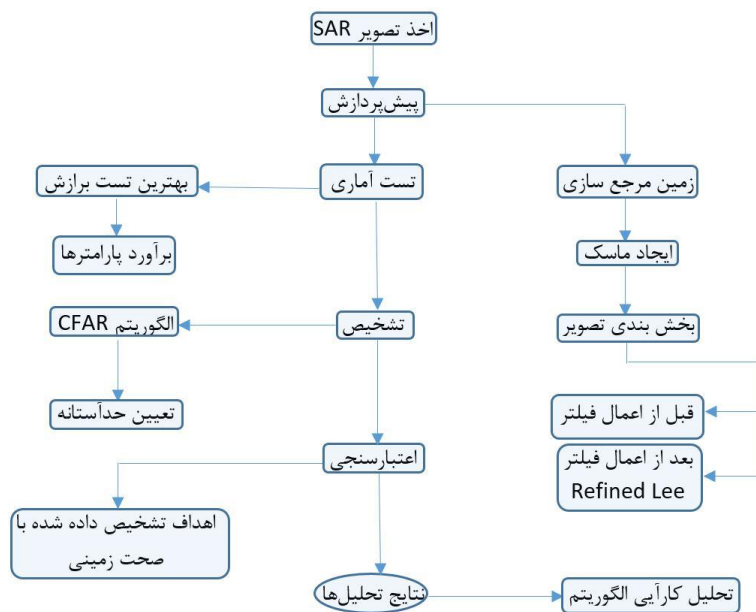 اخذ تصویر SAR
پیش‌پردازش
زمین مرجع سازی
تست آماری
بهترین تست برازش
ایجاد ماسک
برآورد پارامترها
بخش بندی تصویر
تشخیص
الگوریتم CFAR
قبل از اعمال فیلتر
تعیین حدآستانه
بعد از اعمال فیلتر
Refined Lee
اعتبارسنجی
اهداف تشخیص داده شده با
صحت زمینی
نتایج تحلیل‌ها
تحلیل کارآیی الگوریتم